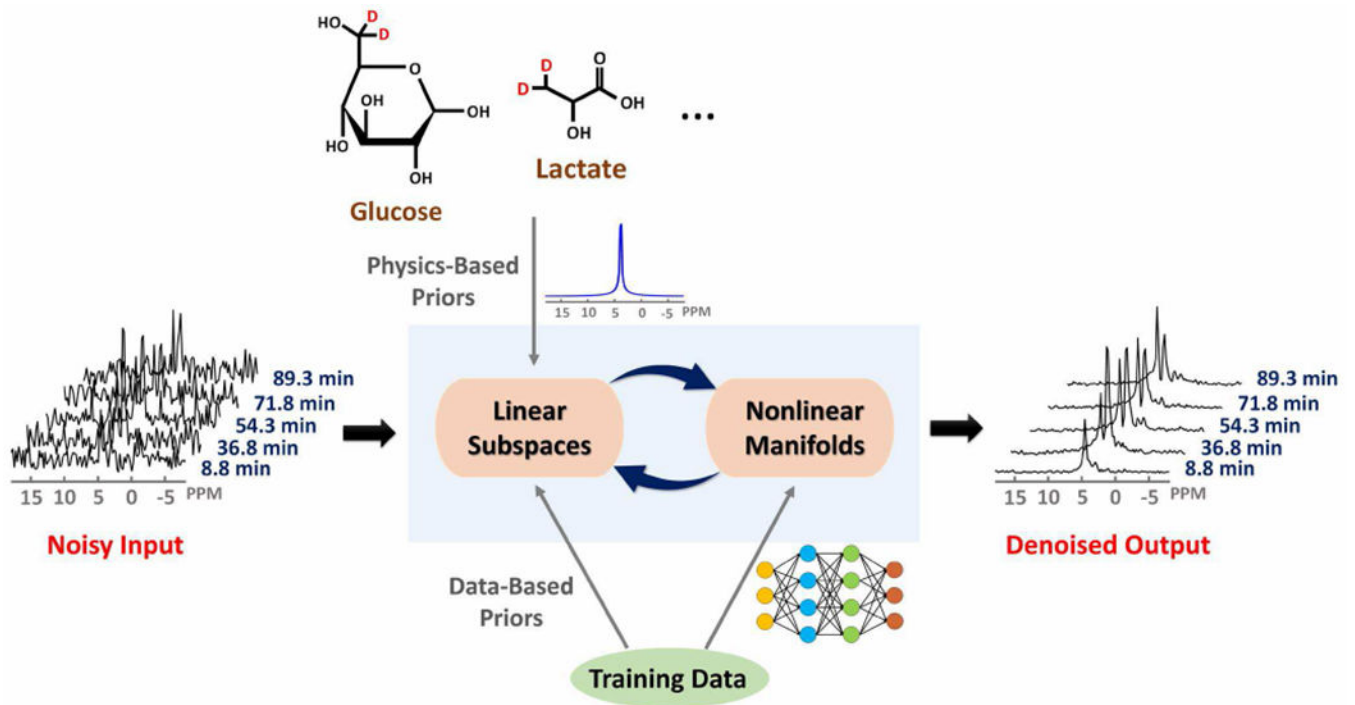 HO
D
D
O
OH
OH
HO
OH
D
D
O
OH
OH
...
Glucose
Lactate
Physics-Based
Priors
15 10 5 0 -5 PPM
89.3 min
71.8 min
54.3 min
36.8 min
8.8 min
15 10 5 0 -5 PPM
Noisy Input
Linear
Subspaces
Nonlinear
Manifolds
89.3 min
71.8 min
54.3 min
36.8 min
8.8 min
15 10 5 0 -5 PPM
Denoised Output
Data-Based
Priors
Training Data